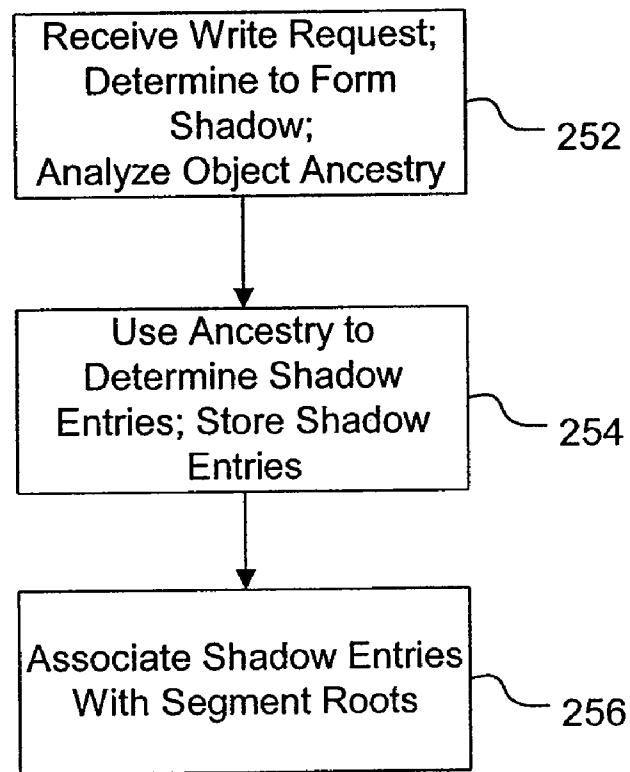 Receive Write Request;
Determine to Form
Shadow;
Analyze Object Ancestry
252
Use Ancestry to
Determine Shadow
Entries; Store Shadow
Entries
254
Associate Shadow Entries
With Segment Roots
256